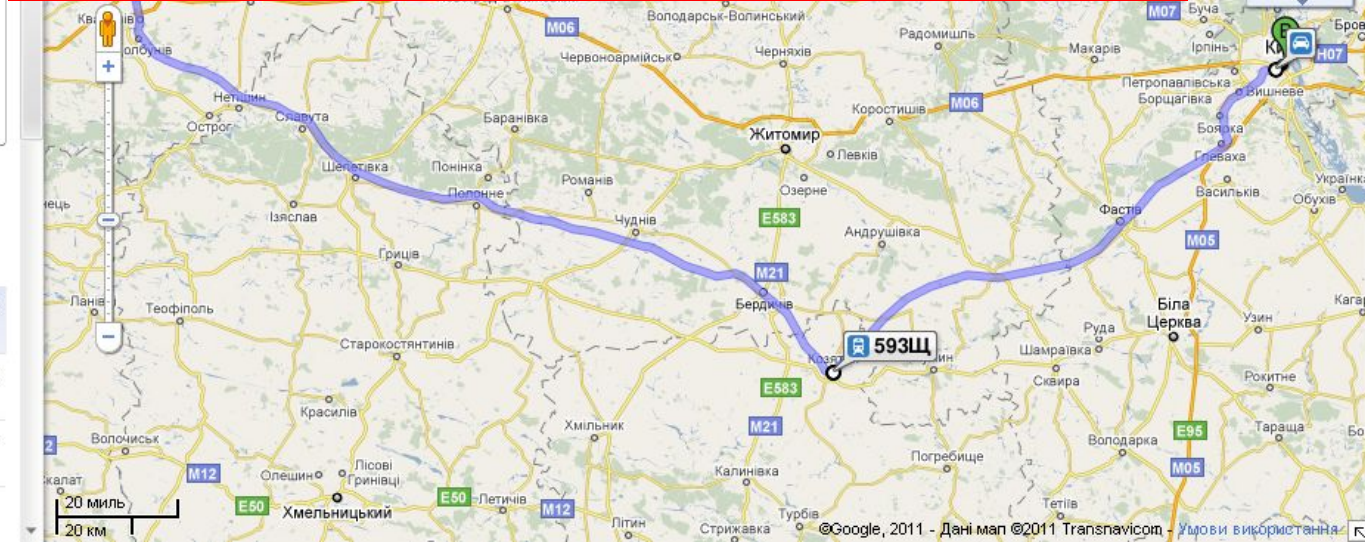 M06
Володарськ-Волинський
M07
Буча
Радомишль
Червоноармійськ
Черняхів
Макарів
Ірпінь
H07
Петропавлівська
Борщагівка
Вишневе
Нетішин
Коростишів
M06
Острог
Славута
Баранівка
Житомир
Левків
Боярка
Шепетівка
Понінка
Глеваха
Романів
Озерне
Полонне
Васильків
Обухів
Ізяслав
Чуднів
E583
Фастів
Андрушівка
M05
Гриців
M21
Бердичів
Теофіполь
Біла
Церква
Узин
Руда
Старокостянтинів
593Щ
Шамраївка
Сквира
Рокитне
E583
Красилів
Хмільник
M21
E95
Тараща
Волочиськ
Володарка
M12
Олешин
Лісові
Гринівці
Погребище
Калинівка
M05
20 миль
E50
Хмельницький
E50
Летичів
M12
Тетіїв
20 км
Літин
Стрижавка
Турбів
©Google, 2011 - Дані мап ©2011 Transnavicom - Умови використання